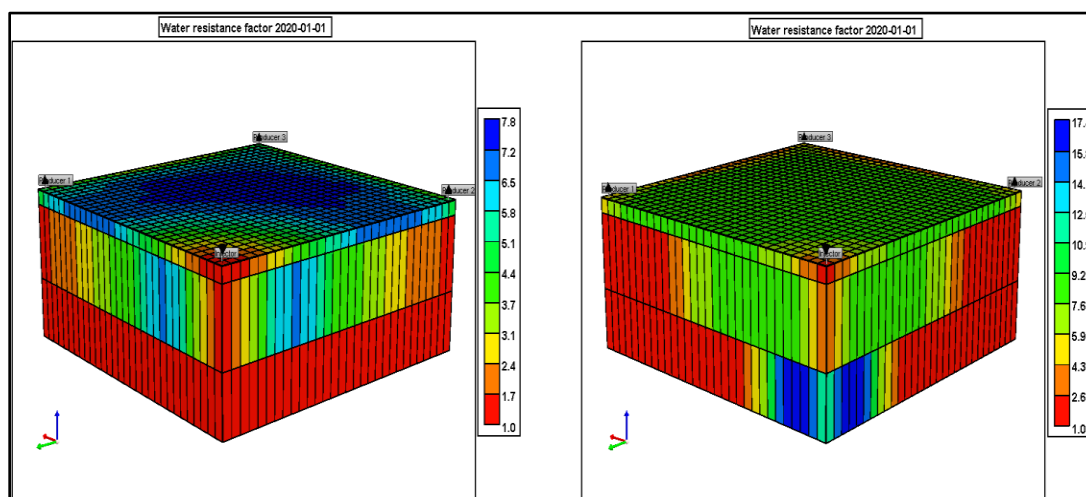 Water resistance factor 2020-01-01
Producer 3
Producer 1
Producer 2
Injector
7.8
7.2
6.5
5.8
5.1
4.4
3.7
3.1
2.4
1.7
1.0
Water resistance factor 2020-01-01
Producer 3
Producer 1
Producer 2
Injector
9.2
7.6
5.9
4.3
2.6
1.0